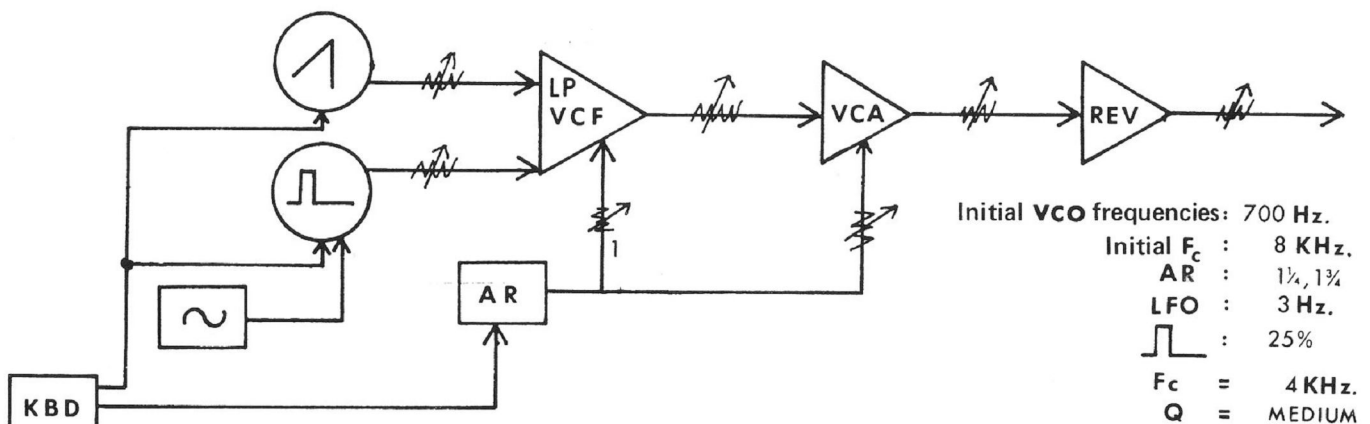 LP
VCF
VCA
REV
1
AR
KBD
Initial VCO frequencies: 700 Hz.
Initial Fc : 8 KHz.
AR : 1¼, 1¾
LFO : 3 Hz.
: 25%
Fc = 4 KHz.
Q = MEDIUM